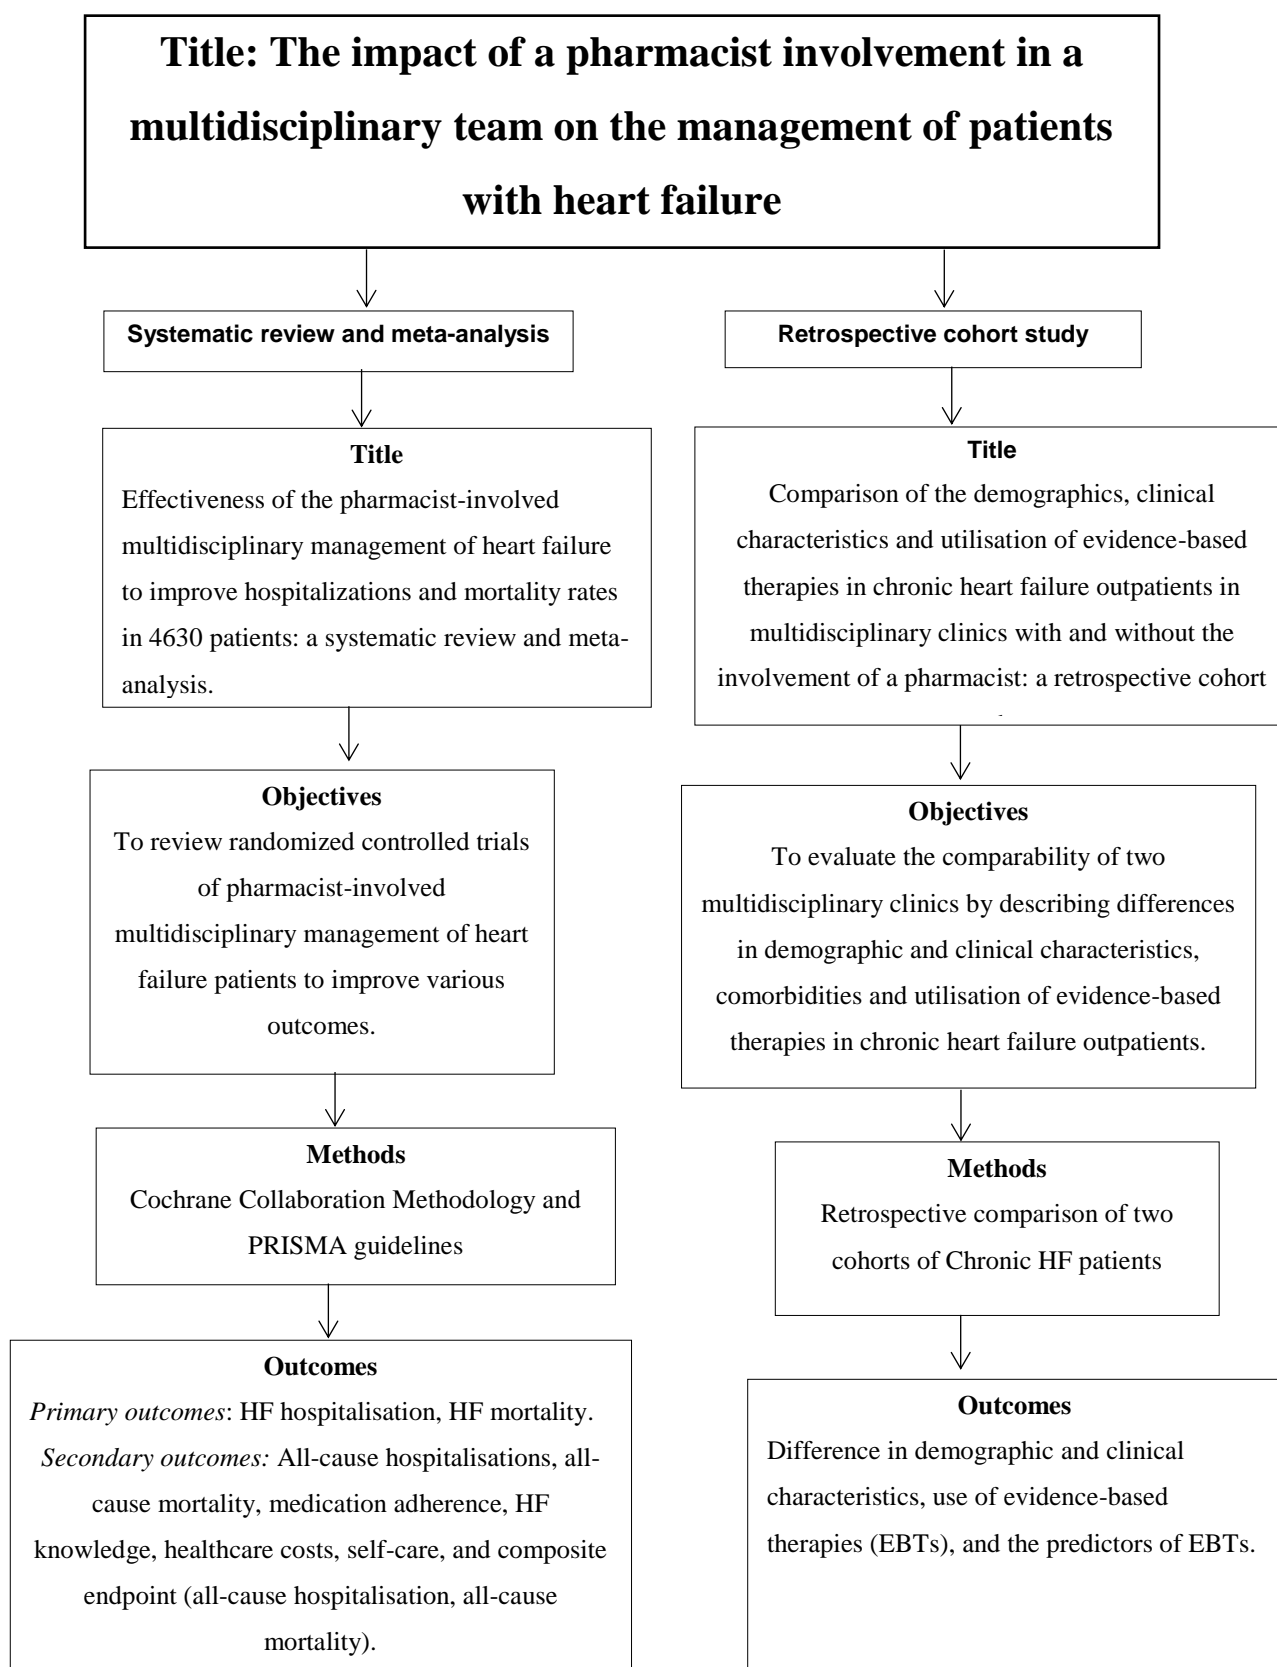 Title: The impact of a pharmacist involvement in a
multidisciplinary team on the management of patients
with heart failure
Systematic review and meta-analysis
Title
Effectiveness of the pharmacist-involved
multidisciplinary management of heart failure
to improve hospitalizations and mortality rates
in 4630 patients: a systematic review and meta-
analysis.
Objectives
To review randomized controlled trials
of pharmacist-involved
multidisciplinary management of heart
failure patients to improve various
outcomes.
Methods
Cochrane Collaboration Methodology and
PRISMA guidelines
Outcomes
Primary outcomes: HF hospitalisation, HF mortality.
Secondary outcomes: All-cause hospitalisations, all-
cause mortality, medication adherence, HF
knowledge, healthcare costs, self-care, and composite
endpoint (all-cause hospitalisation, all-cause
mortality).
Retrospective cohort study
Title
Comparison of the demographics, clinical
characteristics and utilisation of evidence-based
therapies in chronic heart failure outpatients in
multidisciplinary clinics with and without the
involvement of a pharmacist: a retrospective cohort
Objectives
To evaluate the comparability of two
multidisciplinary clinics by describing differences
in demographic and clinical characteristics,
comorbidities and utilisation of evidence-based
therapies in chronic heart failure outpatients.
Methods
Retrospective comparison of two
cohorts of Chronic HF patients
Outcomes
Difference in demographic and clinical
characteristics, use of evidence-based
therapies (EBTs), and the predictors of EBTs.